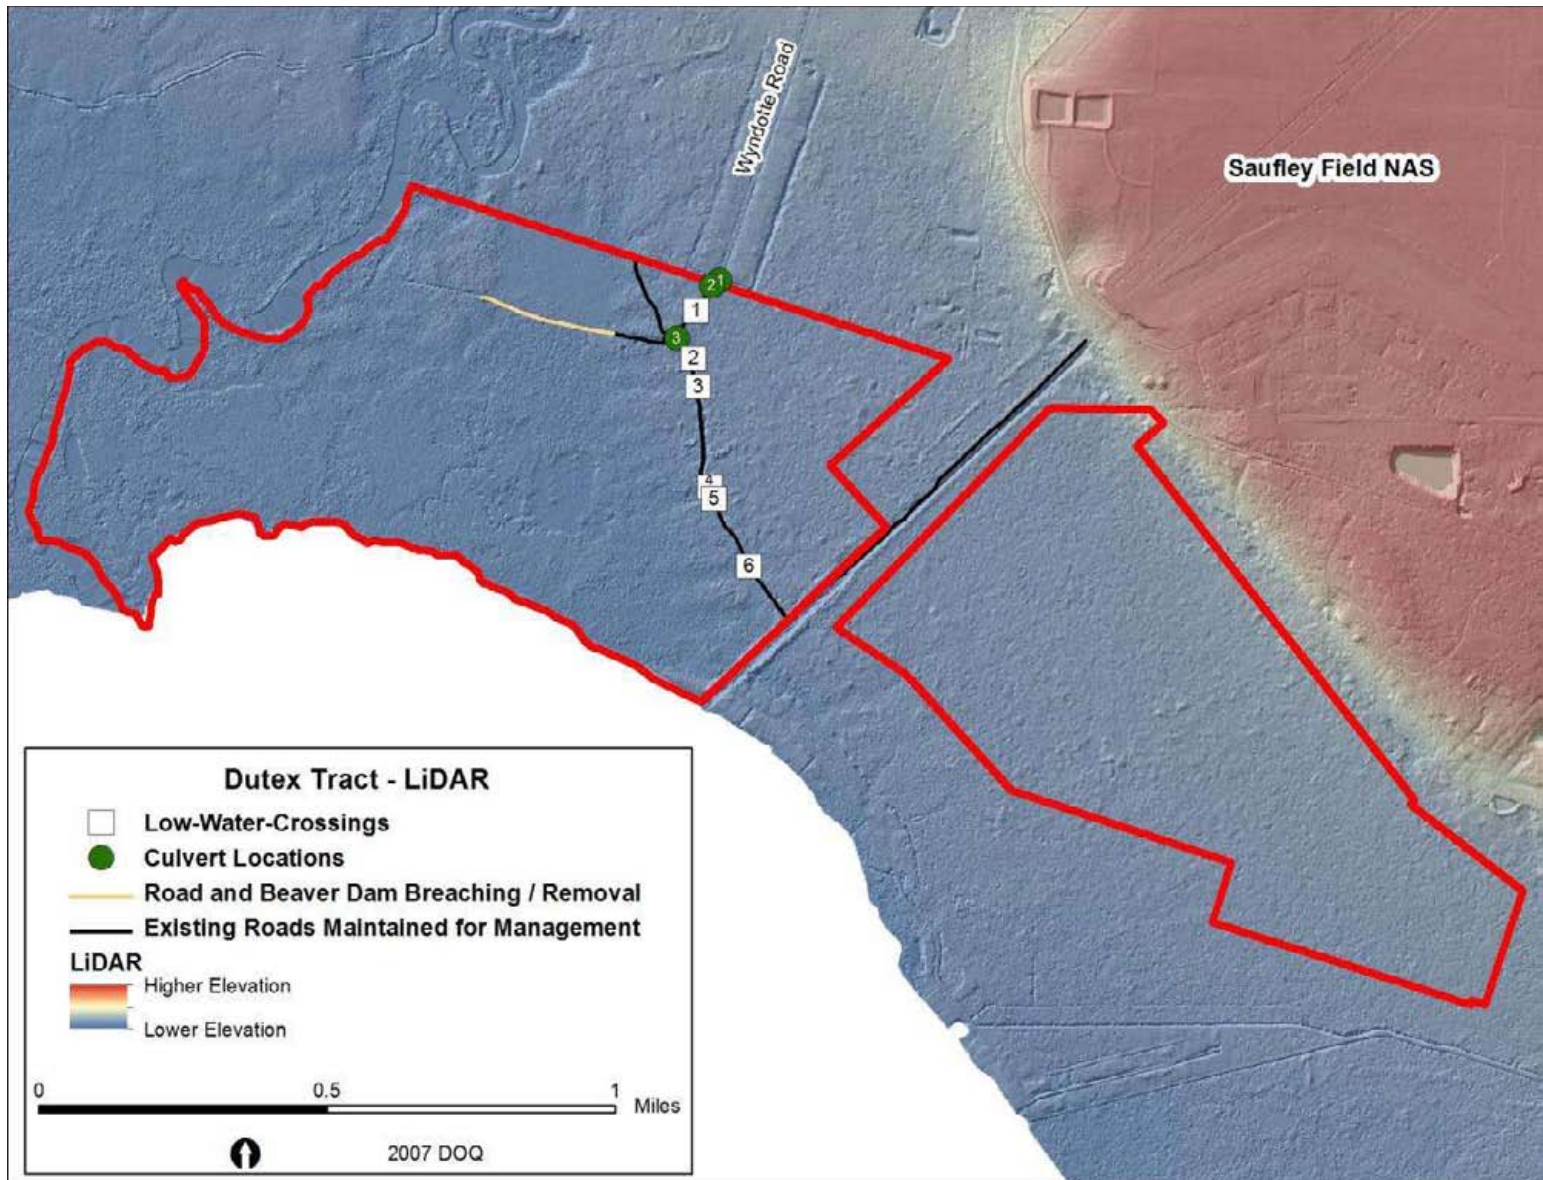 Wyndotte Road
Saufley Field NAS
21
1
3
2
3
4
5
6
Dutex Tract - LiDAR
Low-Water-Crossings
Culvert Locations
Road and Beaver Dam Breaching / Removal
Existing Roads Maintained for Management
LiDAR
Higher Elevation
Lower Elevation
0 0.5 1
Miles
2007 DOQ